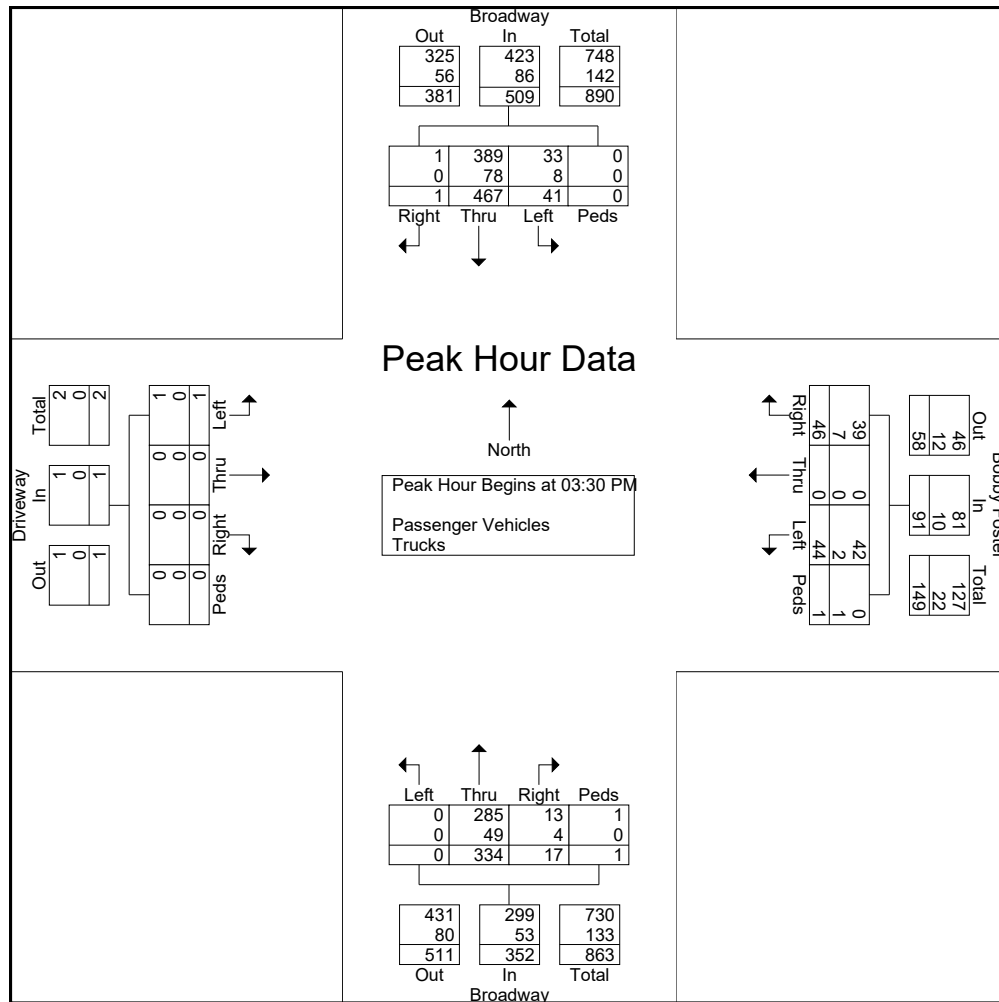 Broadway
Out In Total
325 423 748
56 86 142
381 509 890
1 389 33 0
0 78 8 0
1 467 41 0
Right Thru Left Peds
Peak Hour Data
North
Peak Hour Begins at 03:30 PM
Passenger Vehicles
Trucks
Driveway
Out In Total
1 1 2
0 0 0
1 1 2
0 0 0 1
0 0 0 0
0 0 0 1
Peds Right Thru Left
Bobby Foster
Out In Total
46 81 127
12 10 22
58 91 149
39 0 42 0
7 0 2 1
46 0 44 1
Right Thru Left Peds
Left Thru Right Peds
0 285 13 1
0 49 4 0
0 334 17 1
431 299 730
80 53 133
511 352 863
Out In Total
Broadway